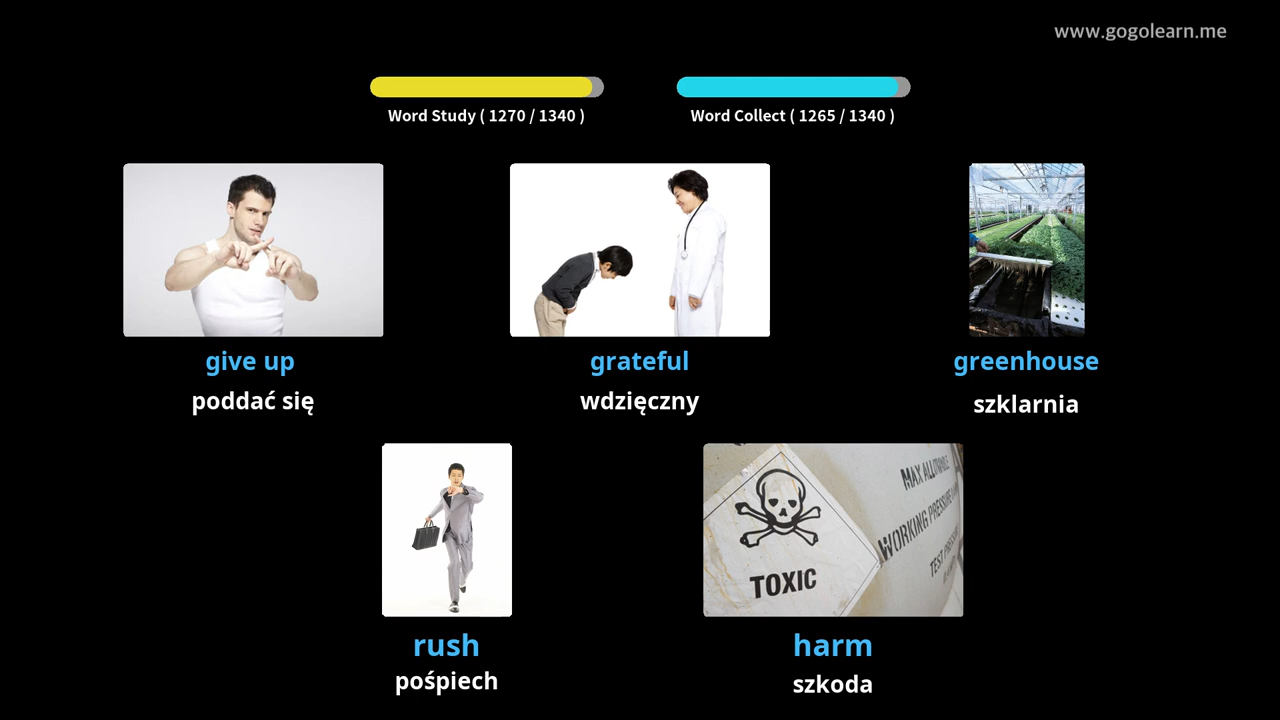 www.gogolearn.me
Word Study ( 1270 / 1340 )
Word Collect ( 1265 / 1340 )
give up
grateful
greenhouse
poddać się
wdzięczny
szklarnia
TOXIC
MAX ALLOWABLE
WORKING PRESSURE
TEST
rush
harm
pośpiech
szkoda